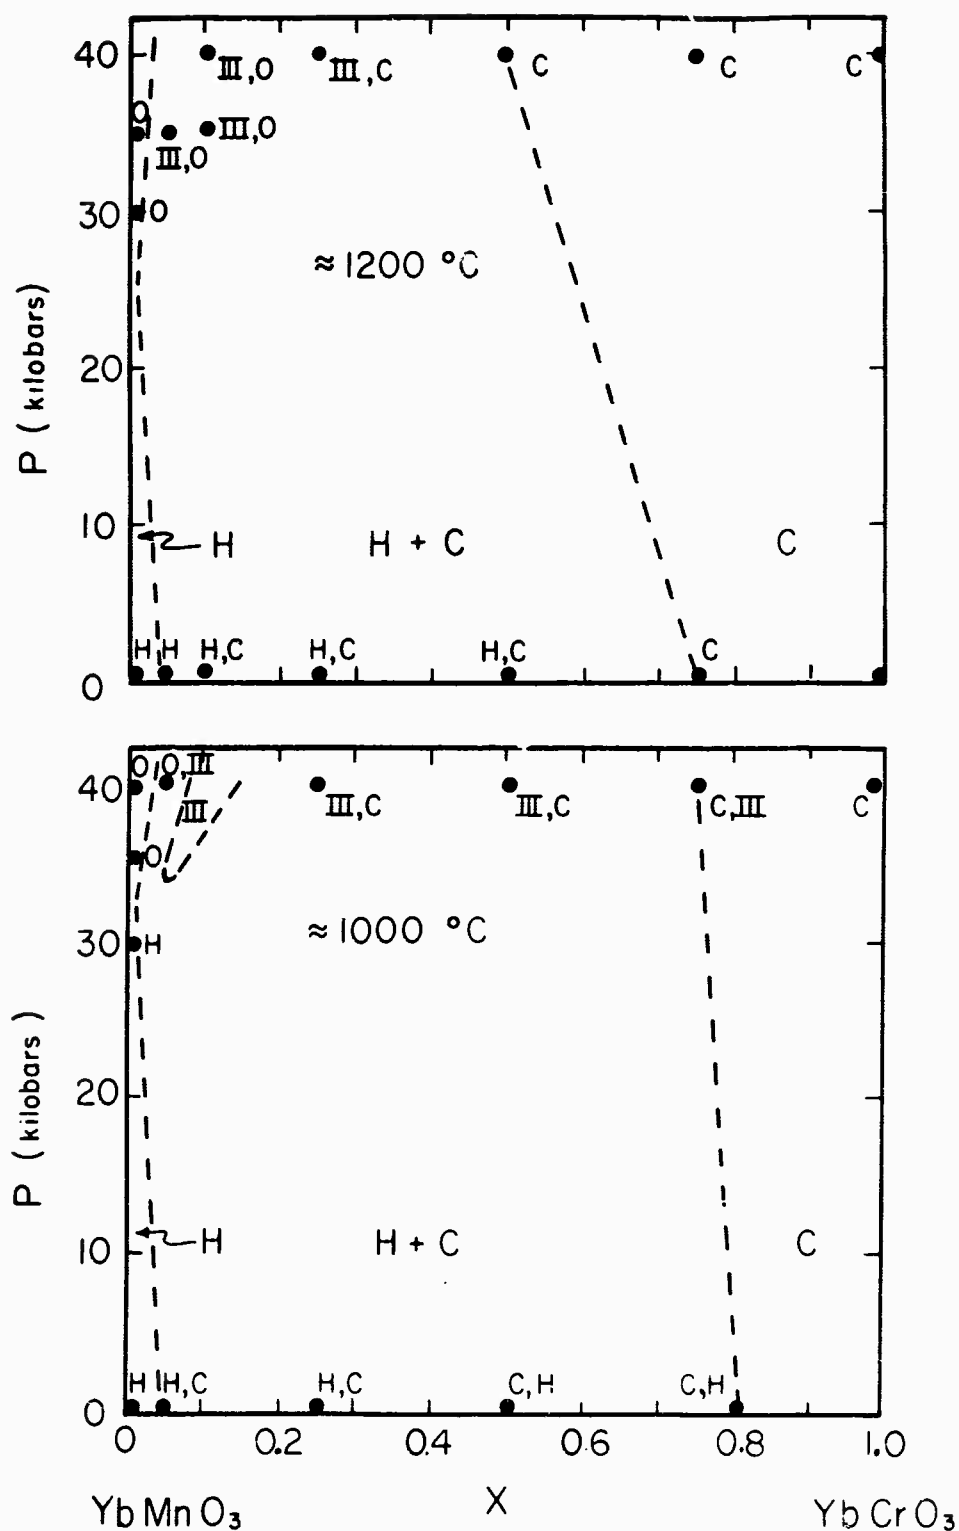 40 III,O III,C C C C
O III,O
III,O
30 O
≈1200 °C
P (kilobars)
20
10
H H + C C
H H H,C H,C H,C C
0
O O,III
40 III III,C III,C C,III C
O
≈1000 °C
30 H
P (kilobars)
20
10 H H + C C
H H,C H,C C,H C,H
0
0 0.2 0.4 0.6 0.8 1.0
YbMnO₃ X YbCrO₃